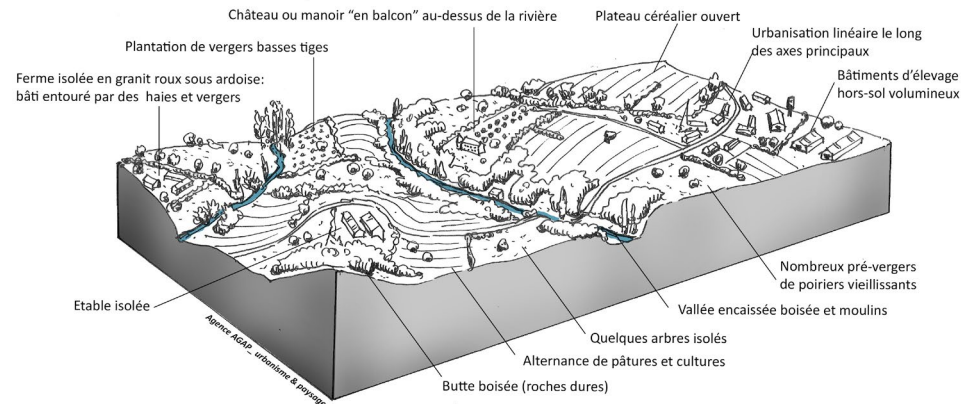 Château ou manoir “en balcon” au-dessus de la rivière
Plateau céréalier ouvert
Urbanisation linéaire le long
des axes principaux
Plantation de vergers basses tiges
Bâtiments d’élevage
hors-sol volumineux
Ferme isolée en granit roux sous ardoise:
bâti entouré par des haies et vergers
Nombreux pré-vergers
de poiriers vieillissants
Etable isolée
Vallée encaissée boisée et moulins
Quelques arbres isolés
Alternance de pâtures et cultures
Butte boisée (roches dures)
Agence AGAP_ urbanisme & paysage